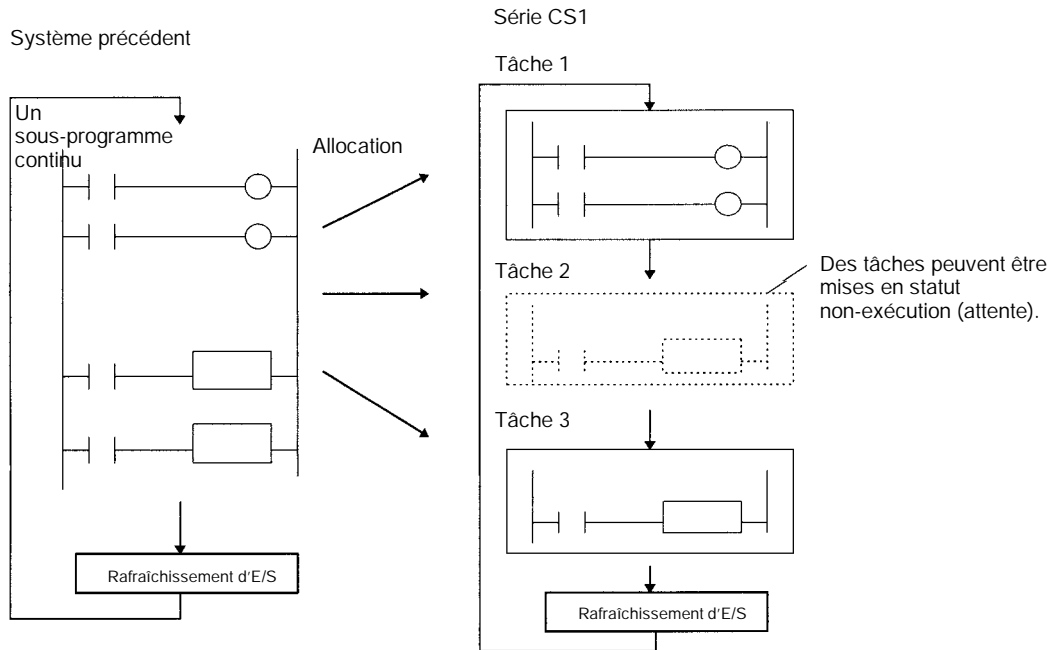 Série CS1
Système précédent
Tâche 1
Un
sous-programme
continu
Allocation
Tâche 2
Des tâches peuvent être
mises en statut
non-exécution (attente).
Tâche 3
Rafraîchissement d'E/S
Rafraîchissement d'E/S